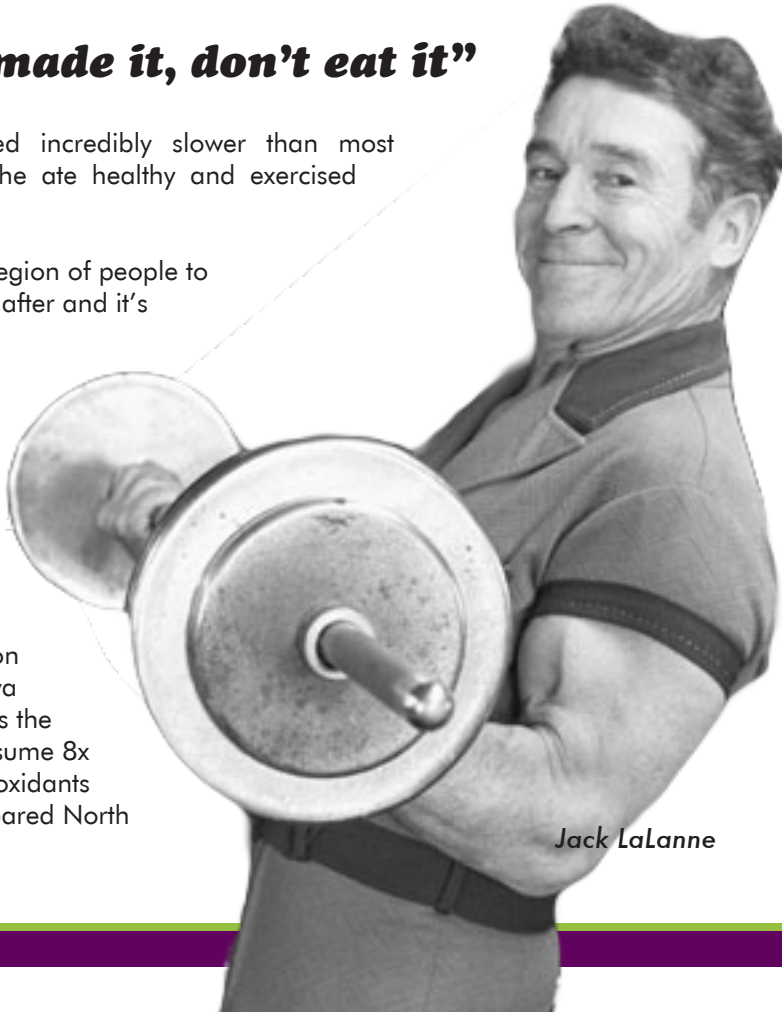 made it, don't eat it”
ed incredibly slower than most
he ate healthy and exercised
egion of people to
after and it's
on
va
s the
sume 8x
oxidants
ared North
Jack LaLanne